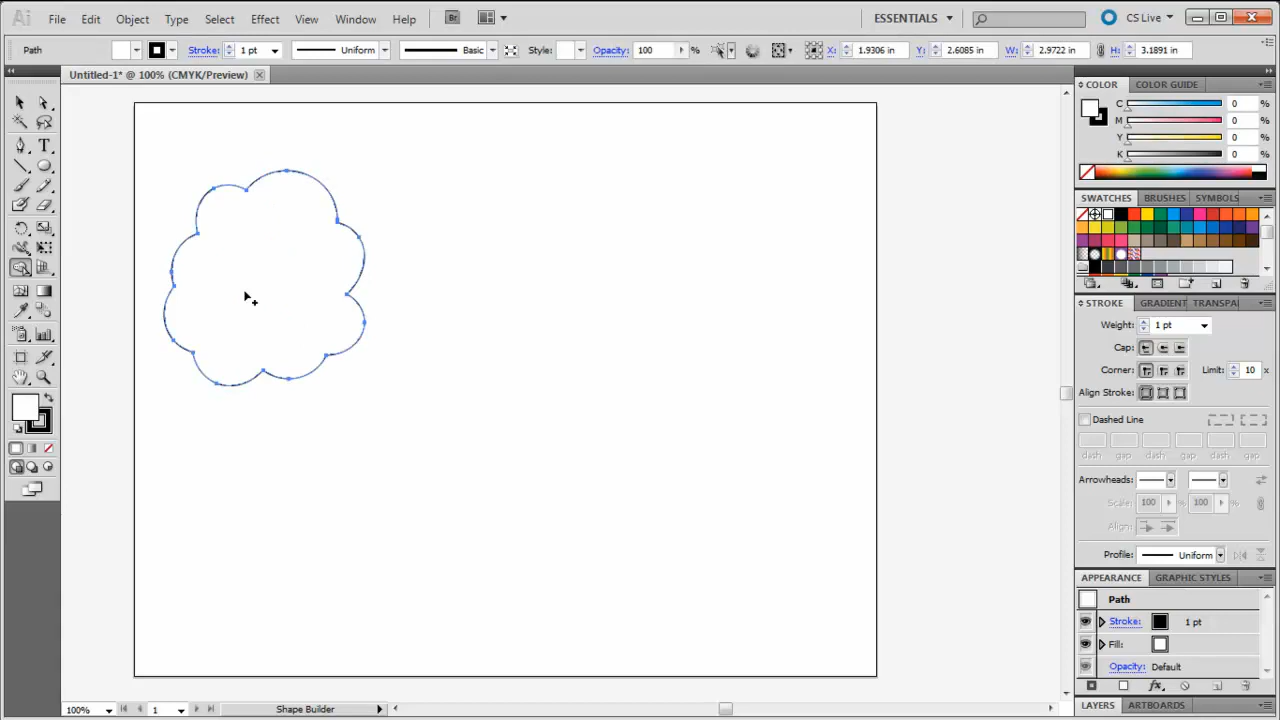 Ai File Edit Object Type Select Effect View Window Help Br ESSENTIALS CS Live
Path Stroke: 1 pt Uniform Basic Style: Opacity: 100 % X: 1.9306 in Y: 2.6085 in W: 2.9722 in H: 3.1891 in
Untitled-1* @ 100% (CMYK/Preview)
COLOR COLOR GUIDE
C 0 %
M 0 %
Y 0 %
K 0 %
SWATCHES BRUSHES SYMBOLS
STROKE GRADIENT TRANSPA
Weight: 1 pt
Cap:
Corner: Limit: 10 x
Align Stroke:
Dashed Line
dash gap dash gap dash gap
Arrowheads:
Scale: 100 100 %
Align:
Profile: Uniform
APPEARANCE GRAPHIC STYLES
Path
Stroke: 1 pt
Fill:
Opacity: Default
fx
LAYERS ARTBOARDS
100% 1 Shape Builder